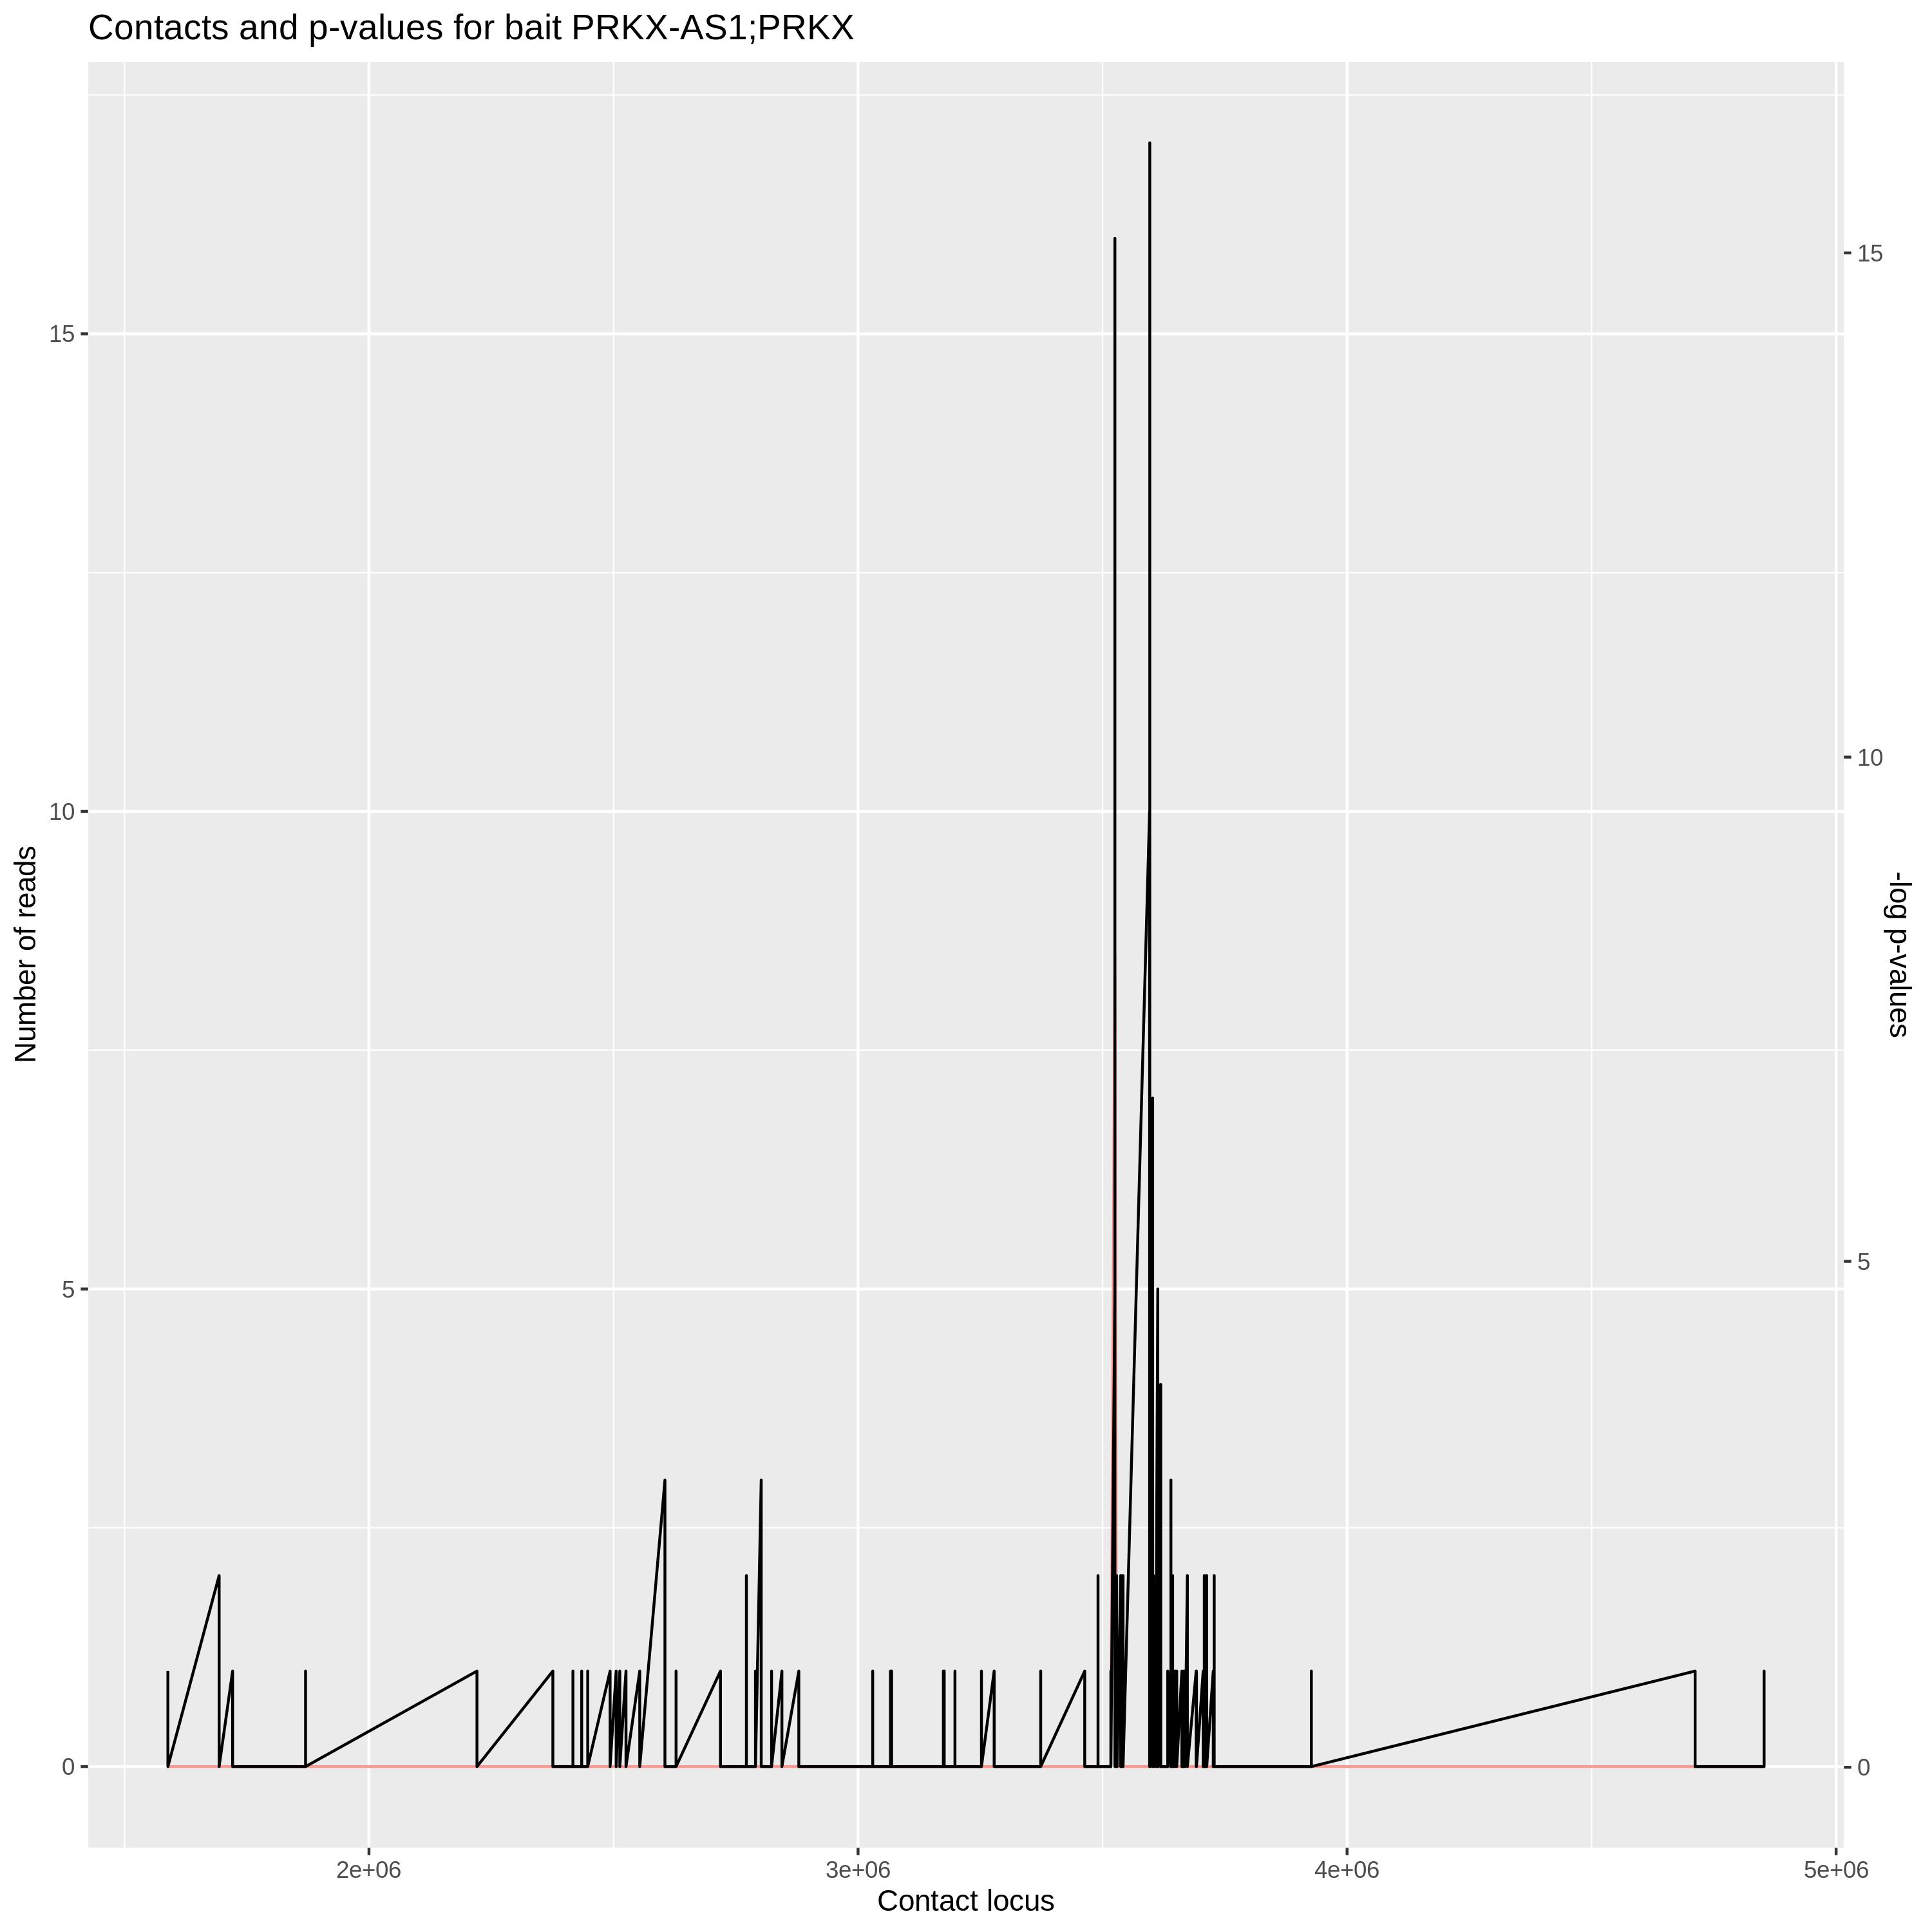 Contacts and p-values for bait PRKX-AS1;PRKX
15
10
5
0
Number of reads
15
10
5
0
-log p-values
2e+06
3e+06
4e+06
5e+06
Contact locus